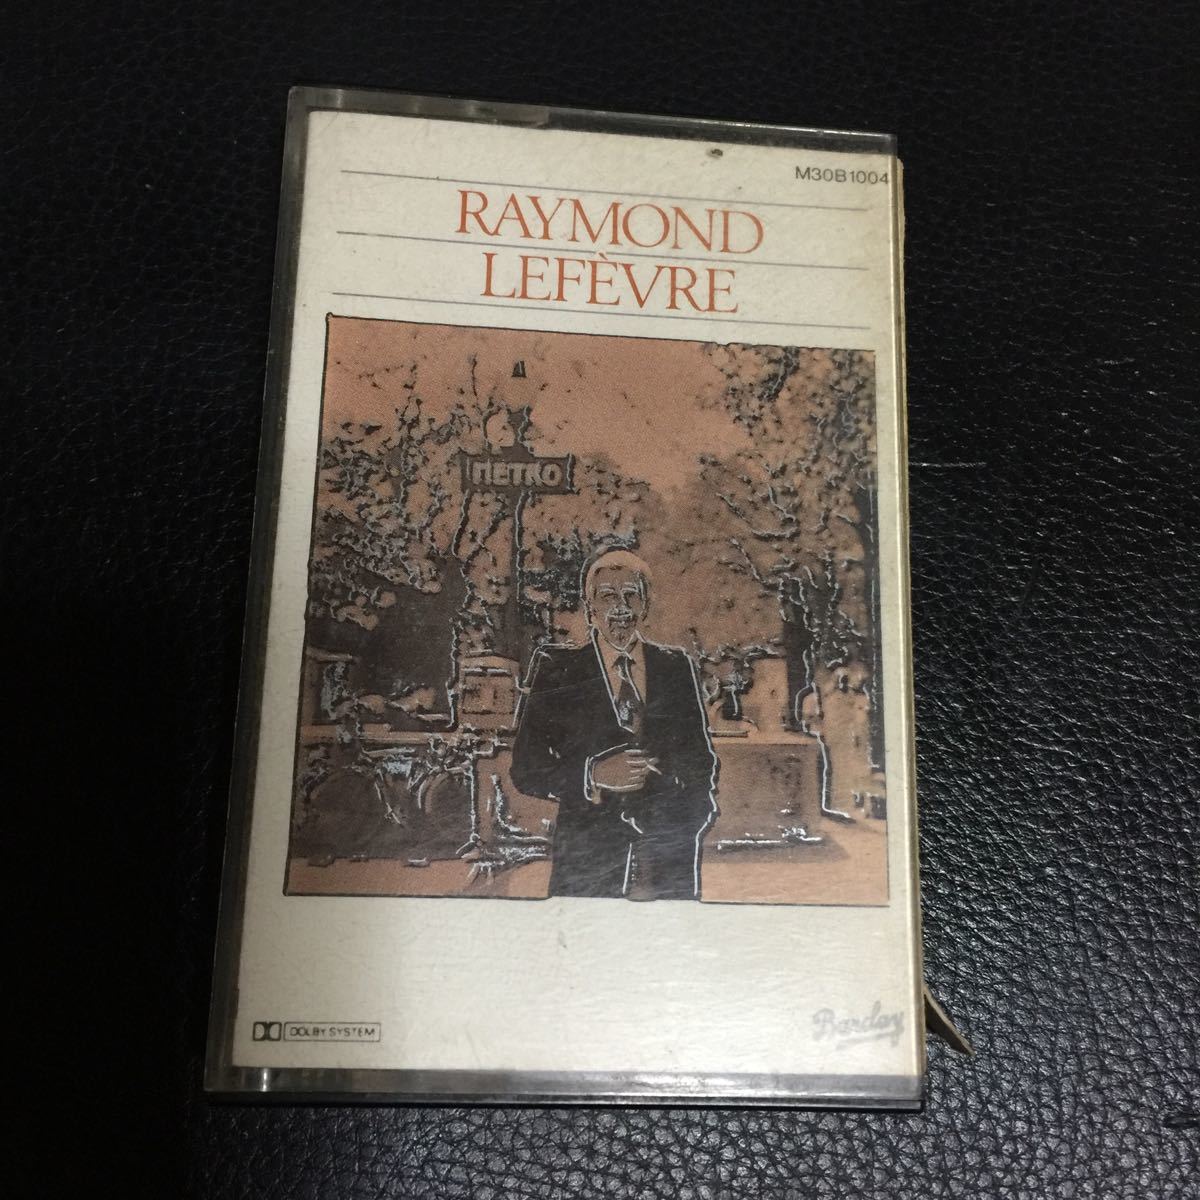 M30B1004
RAYMOND
LEFÈVRE
METRO
DOLBY SYSTEM
Barclay